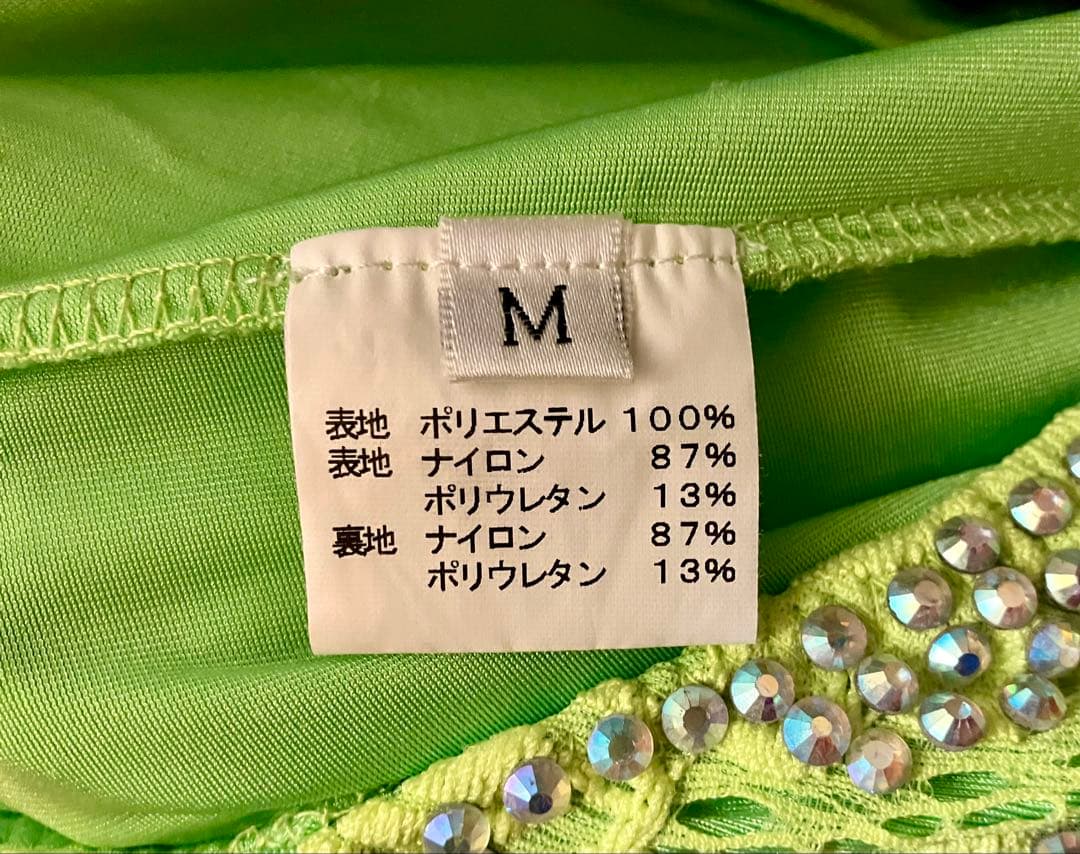 M
表地 ポリエステル 100%
表地 ナイロン 87%
ポリウレタン 13%
裏地 ナイロン 87%
ポリウレタン 13%